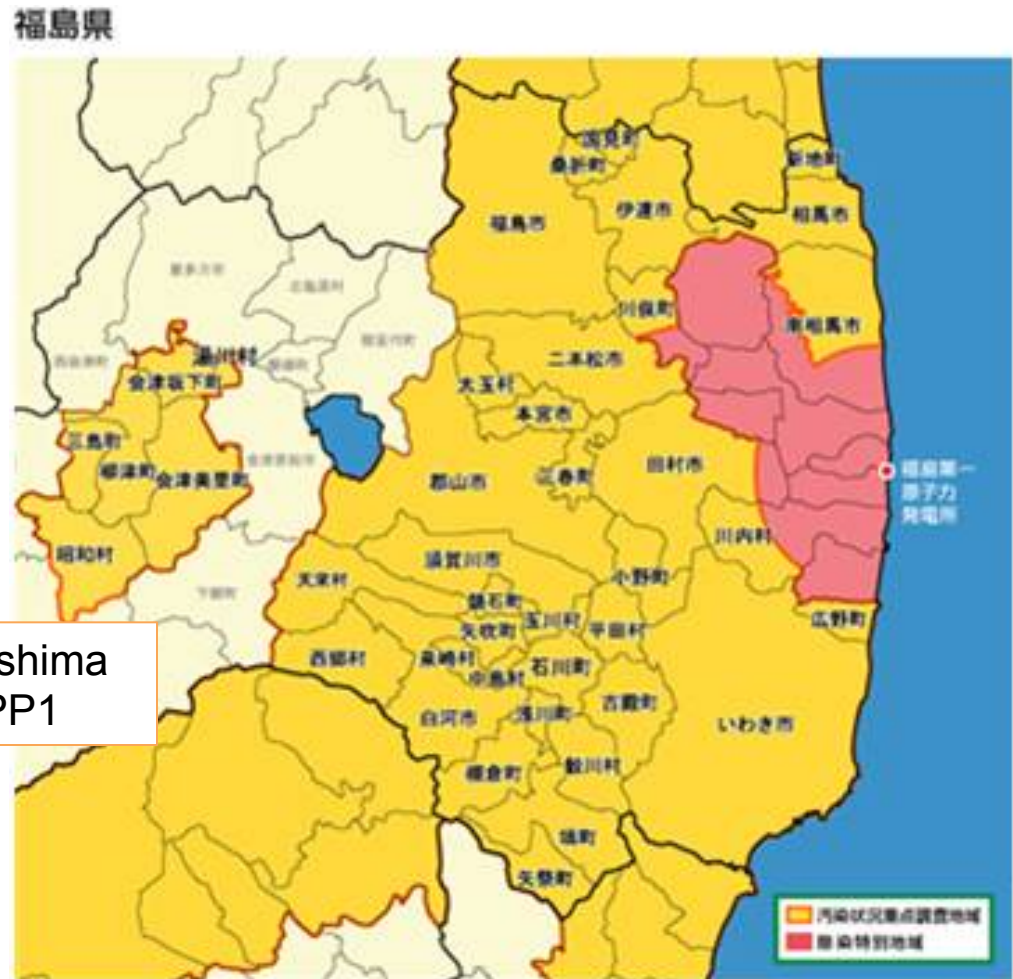 福島県
国見町
桑折町
新地町
福島市
伊達市
相馬市
川俣町
南相馬市
湯川村
二本松市
会津坂下町
大玉村
本宮市
三島町
柳津町
会津美里町
郡山市
三春町
田村市
福島第一
原子力
発電所
昭和村
川内村
須賀川市
天栄村
小野町
下郷町
鏡石町
玉川村
平田村
矢吹町
広野町
shima
PP1
西郷村
泉崎村
中島村
石川町
古殿町
白河市
浅川町
いわき市
棚倉町
鮫川村
塙町
矢祭町
汚染状況重点調査地域
除染特別地域